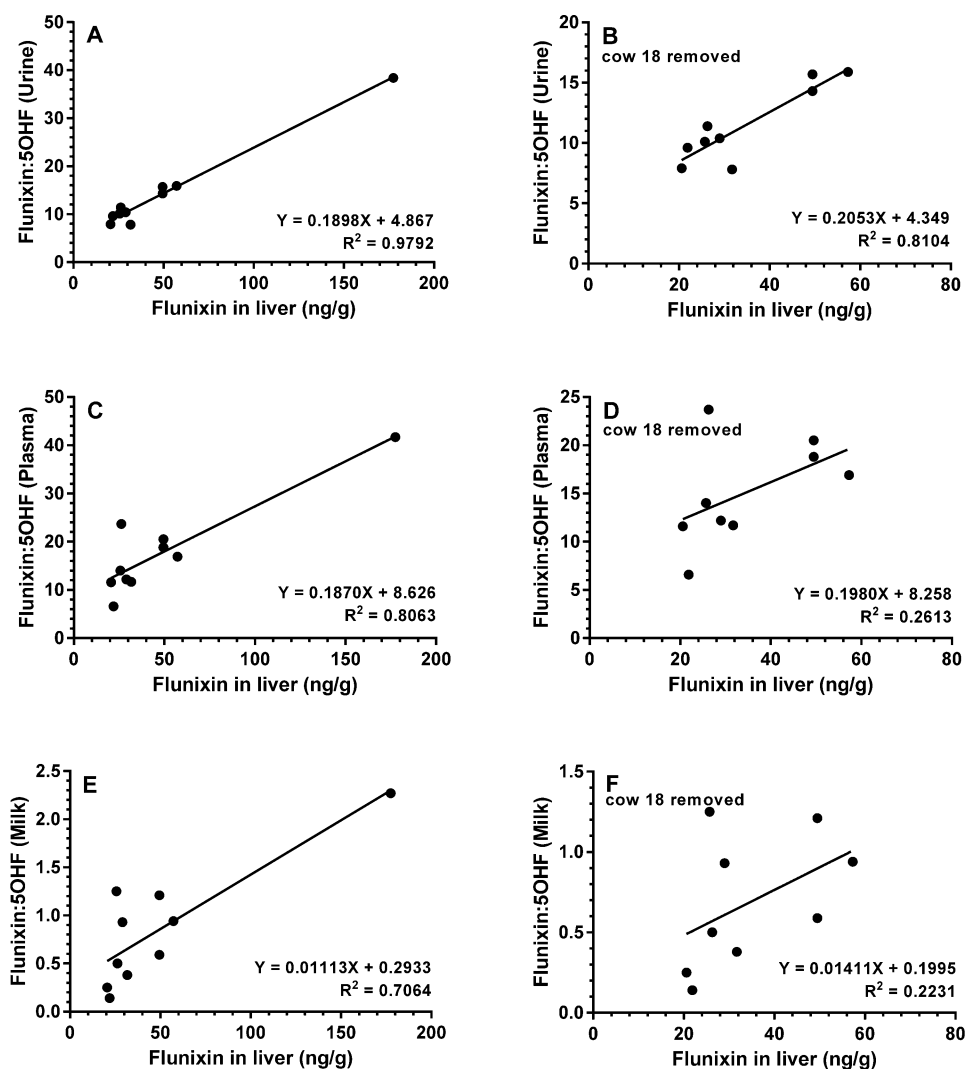 A
Flunixin:5OHF (Urine)
50
40
30
20
10
0
Y = 0.1898X + 4.867
R² = 0.9792
0 50 100 150 200
Flunixin in liver (ng/g)
B
cow 18 removed
Flunixin:5OHF (Urine)
20
15
10
5
0
Y = 0.2053X + 4.349
R² = 0.8104
0 20 40 60 80
Flunixin in liver (ng/g)
C
Flunixin:5OHF (Plasma)
50
40
30
20
10
0
Y = 0.1870X + 8.626
R² = 0.8063
0 50 100 150 200
Flunixin in liver (ng/g)
D
cow 18 removed
Flunixin:5OHF (Plasma)
25
20
15
10
5
0
Y = 0.1980X + 8.258
R² = 0.2613
0 20 40 60 80
Flunixin in liver (ng/g)
E
Flunixin:5OHF (Milk)
2.5
2.0
1.5
1.0
0.5
0.0
Y = 0.01113X + 0.2933
R² = 0.7064
0 50 100 150 200
Flunixin in liver (ng/g)
F
cow 18 removed
Flunixin:5OHF (Milk)
1.5
1.0
0.5
0.0
Y = 0.01411X + 0.1995
R² = 0.2231
0 20 40 60 80
Flunixin in liver (ng/g)